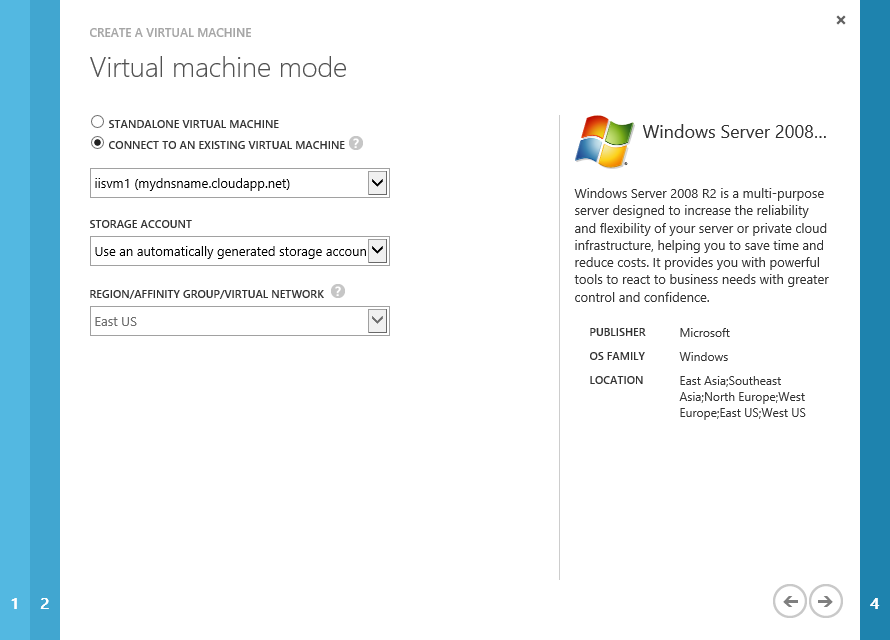 CREATE A VIRTUAL MACHINE
Virtual machine mode
STANDALONE VIRTUAL MACHINE
CONNECT TO AN EXISTING VIRTUAL MACHINE ?
iisvm1 (mydnsname.cloudapp.net)
STORAGE ACCOUNT
Use an automatically generated storage accoun
REGION/AFFINITY GROUP/VIRTUAL NETWORK ?
East US
Windows Server 2008...
Windows Server 2008 R2 is a multi-purpose
server designed to increase the reliability
and flexibility of your server or private cloud
infrastructure, helping you to save time and
reduce costs. It provides you with powerful
tools to react to business needs with greater
control and confidence.
PUBLISHER Microsoft
OS FAMILY Windows
LOCATION East Asia;Southeast
Asia;North Europe;West
Europe;East US;West US
1 2
4